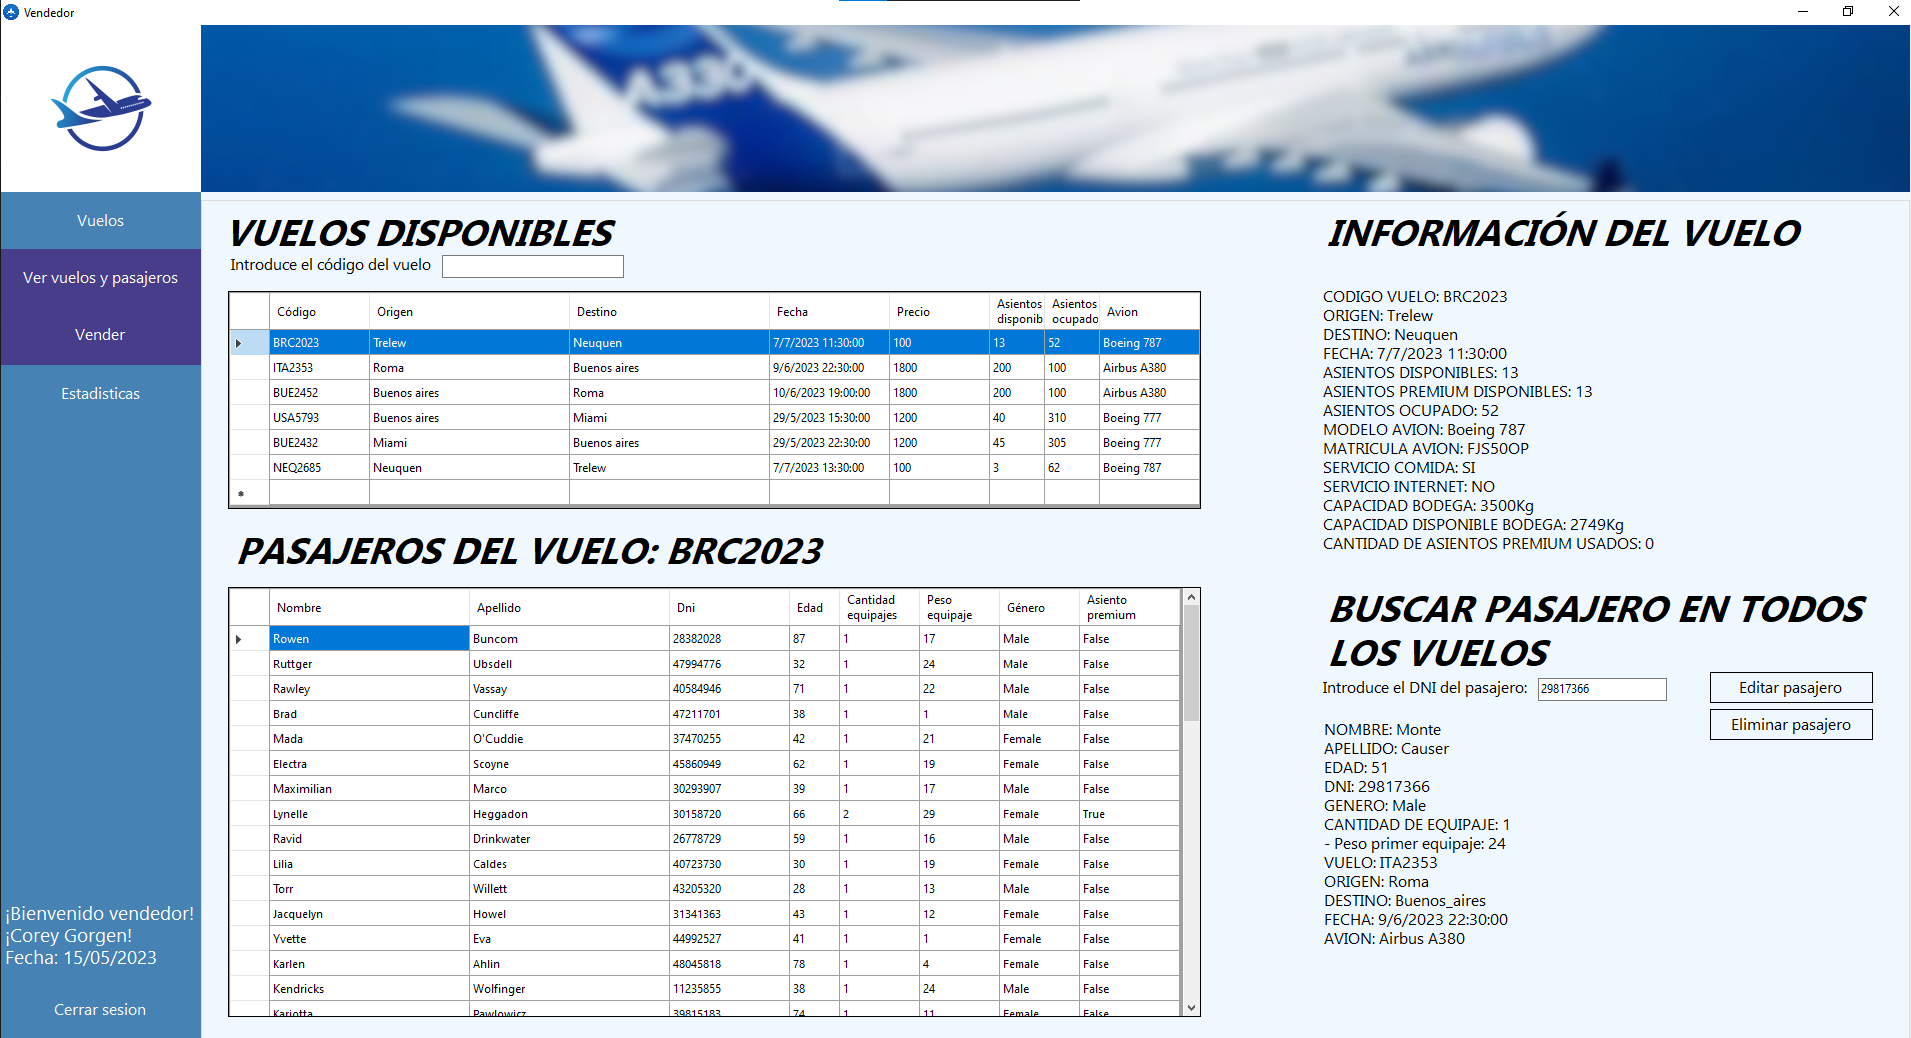 Vendedor
A330
Vuelos
Ver vuelos y pasajeros
Vender
Estadisticas
¡Bienvenido vendedor!
¡Corey Gorgen!
Fecha: 15/05/2023
Cerrar sesion
VUELOS DISPONIBLES
Introduce el código del vuelo
Código Origen Destino Fecha Precio Asientos disponib Asientos ocupado Avion
BRC2023 Trelew Neuquen 7/7/2023 11:30:00 100 13 52 Boeing 787
ITA2353 Roma Buenos aires 9/6/2023 22:30:00 1800 200 100 Airbus A380
BUE2452 Buenos aires Roma 10/6/2023 19:00:00 1800 200 100 Airbus A380
USA5793 Buenos aires Miami 29/5/2023 15:30:00 1200 40 310 Boeing 777
BUE2432 Miami Buenos aires 29/5/2023 22:30:00 1200 45 305 Boeing 777
NEQ2685 Neuquen Trelew 7/7/2023 13:30:00 100 3 62 Boeing 787
PASAJEROS DEL VUELO: BRC2023
Nombre Apellido Dni Edad Cantidad equipajes Peso equipaje Género Asiento premium
Rowen Buncom 28382028 87 1 17 Male False
Ruttger Ubsdell 47994776 32 1 24 Male False
Rawley Vassay 40584946 71 1 22 Male False
Brad Cuncliffe 47211701 38 1 1 Male False
Mada O'Cuddie 37470255 42 1 21 Female False
Electra Scoyne 45860949 62 1 19 Female False
Maximilian Marco 30293907 39 1 17 Male False
Lynelle Heggadon 30158720 66 2 29 Female True
Ravid Drinkwater 26778729 59 1 16 Male False
Lilia Caldes 40723730 30 1 19 Female False
Torr Willett 43205320 28 1 13 Male False
Jacquelyn Howel 31341363 43 1 12 Female False
Yvette Eva 44992527 41 1 1 Female False
Karlen Ahlin 48045818 78 1 4 Female False
Kendricks Wolfinger 11235855 38 1 24 Male False
Kariotta Pawlowicz 39815183 74 1 11 Female False
INFORMACIÓN DEL VUELO
CODIGO VUELO: BRC2023
ORIGEN: Trelew
DESTINO: Neuquen
FECHA: 7/7/2023 11:30:00
ASIENTOS DISPONIBLES: 13
ASIENTOS PREMIUM DISPONIBLES: 13
ASIENTOS OCUPADO: 52
MODELO AVION: Boeing 787
MATRICULA AVION: FJS50OP
SERVICIO COMIDA: SI
SERVICIO INTERNET: NO
CAPACIDAD BODEGA: 3500Kg
CAPACIDAD DISPONIBLE BODEGA: 2749Kg
CANTIDAD DE ASIENTOS PREMIUM USADOS: 0
BUSCAR PASAJERO EN TODOS
LOS VUELOS
Introduce el DNI del pasajero: 29817366
Editar pasajero
Eliminar pasajero
NOMBRE: Monte
APELLIDO: Causer
EDAD: 51
DNI: 29817366
GENERO: Male
CANTIDAD DE EQUIPAJE: 1
- Peso primer equipaje: 24
VUELO: ITA2353
ORIGEN: Roma
DESTINO: Buenos_aires
FECHA: 9/6/2023 22:30:00
AVION: Airbus A380